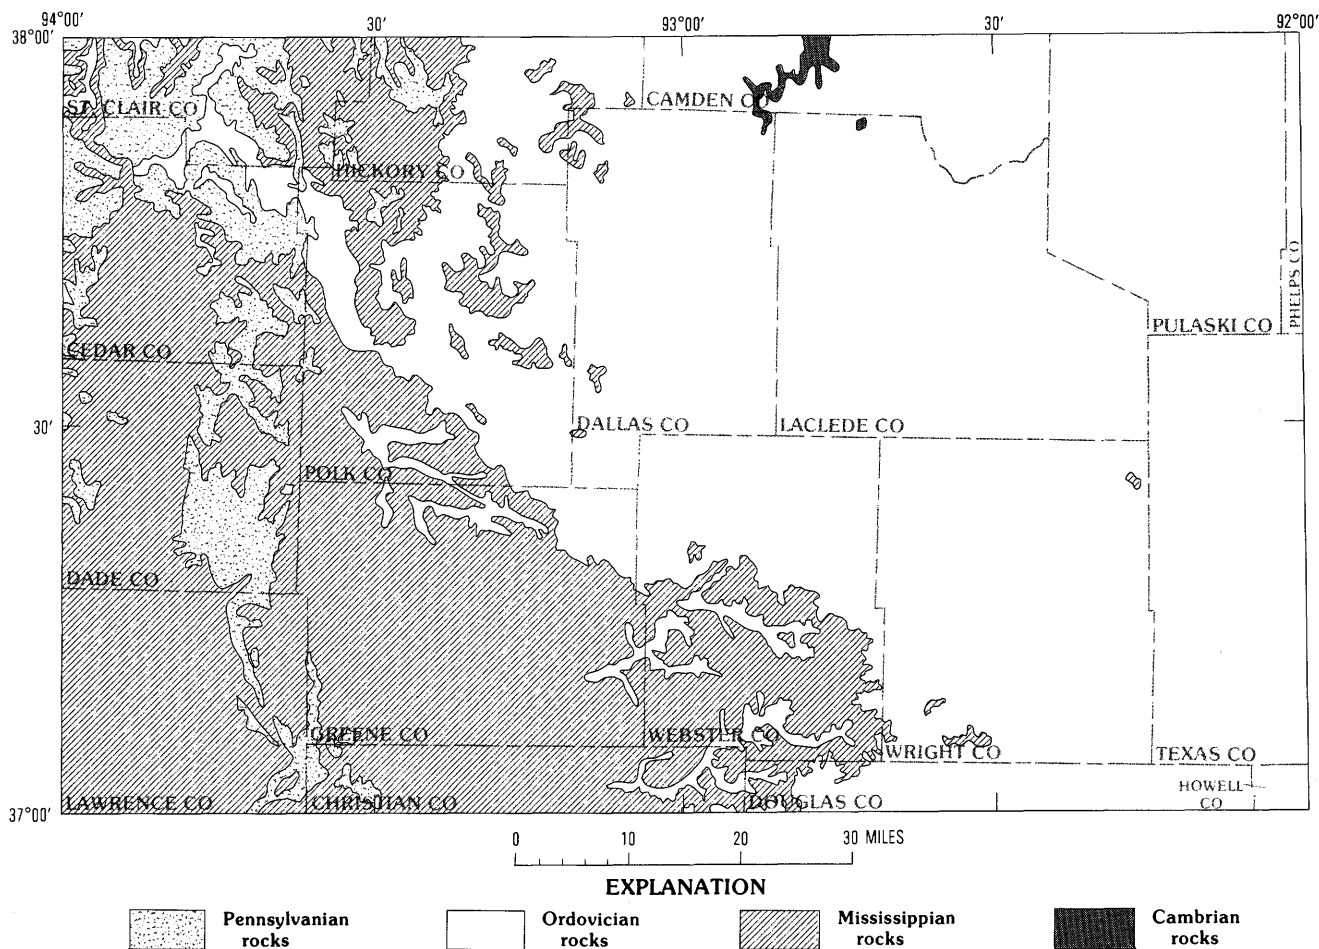 94°00'
30'
93°00'
30'
92°00'
38°00'
ST. CLAIR CO
CAMDEN CO
HICKORY CO
PHELPS CO
PULASKI CO
CEDAR CO
30'
DALLAS CO
LACLEDE CO
POLK CO
DADE CO
GREENE CO
WEBSTER CO
WRIGHT CO
TEXAS CO
HOWELL
CO
LAWRENCE CO
CHRISTIAN CO
DOUGLAS CO
37°00'
0 10 20 30 MILES
EXPLANATION
Pennsylvanian
rocks
Ordovician
rocks
Mississippian
rocks
Cambrian
rocks